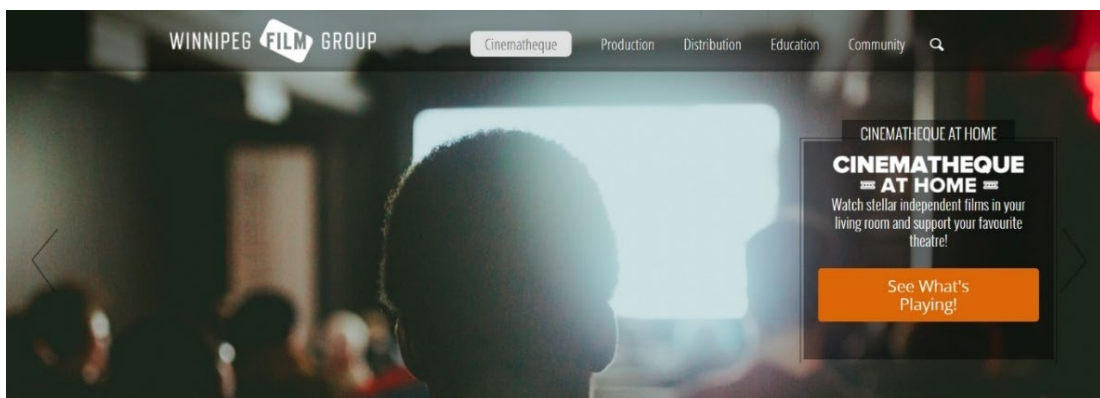 WINNIPEG FILM GROUP
Cinematheque Production Distribution Education Community
CINEMATHEQUE AT HOME
CINEMATHEQUE
AT HOME
Watch stellar independent films in your
living room and support your favourite
theatre!
See What's
Playing!